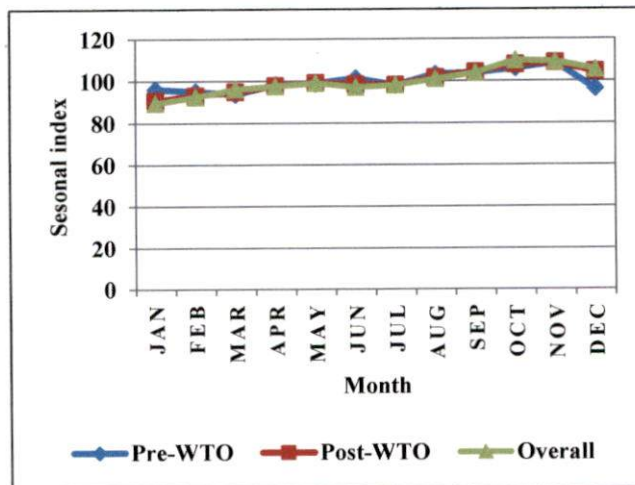 120
100
80
60
40
20
0
Sesonal index
JAN
FEB
MAR
APR
MAY
JUN
JUL
AUG
SEP
OCT
NOV
DEC
Month
Pre-WTO Post-WTO Overall